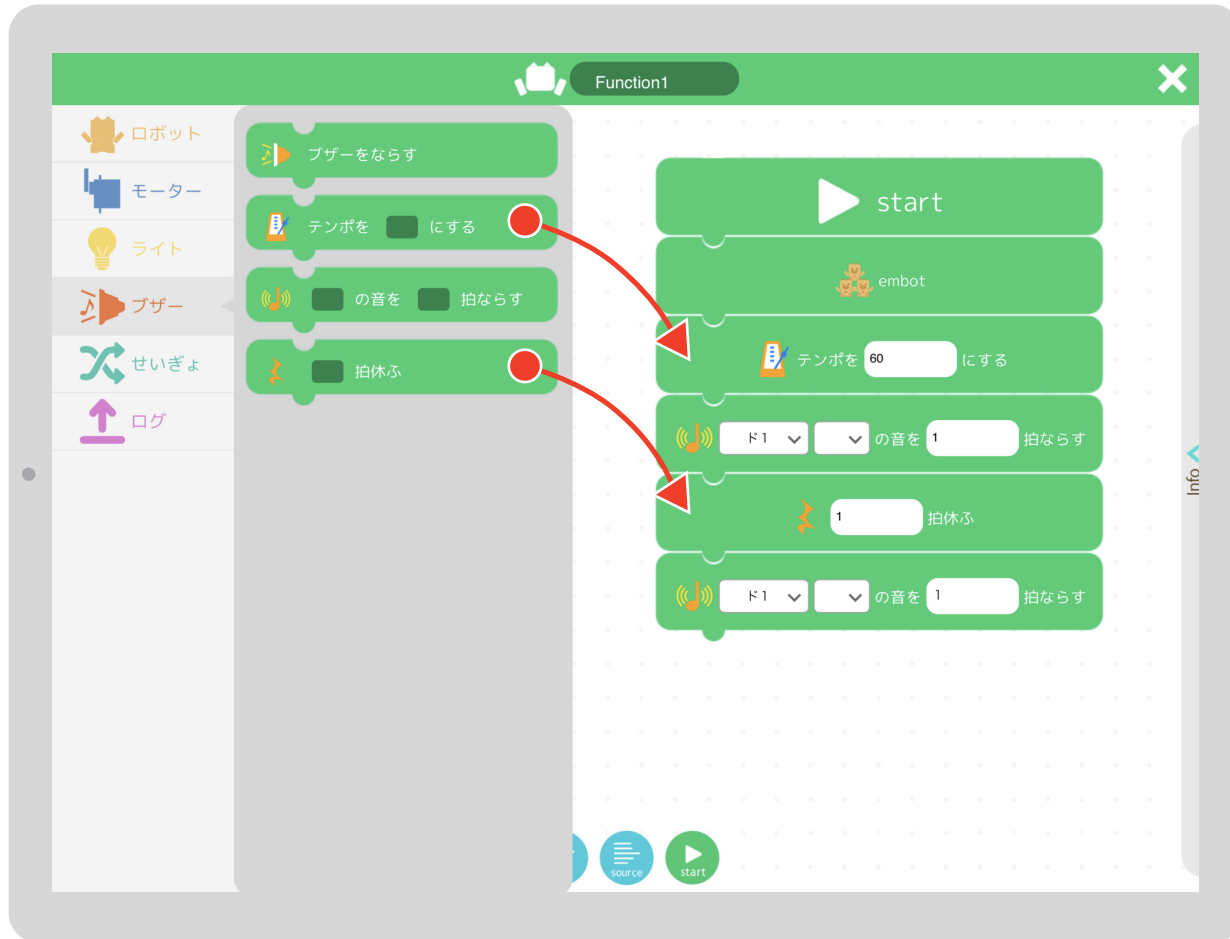 Function1
ロボット
モーター
ライト
ブザー
せいぎょ
ログ
ブザーをならす
テンポを にする
の音を 拍ならす
拍休ふ
start
embot
テンポを 60 にする
ド1 の音を 1 拍ならす
1 拍休ふ
ド1 の音を 1 拍ならす
Info
source
start